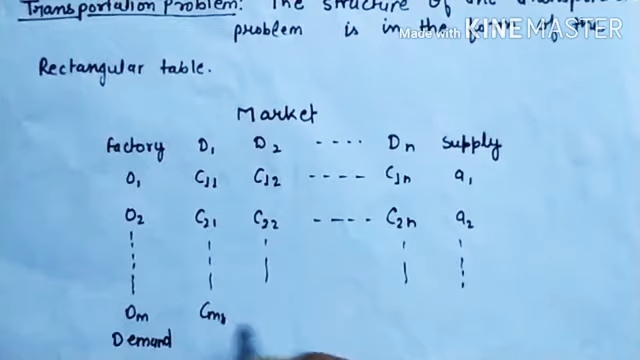 Transportation Problem: The structure of the
problem is in the
Made with KINEMASTER
Rectangular table.
Market
Factory D1 D2 ---- Dn Supply
O1 C11 C12 ---- C1n a1
O2 C21 C22 ---- C2n a2
Om Cm1
Demand